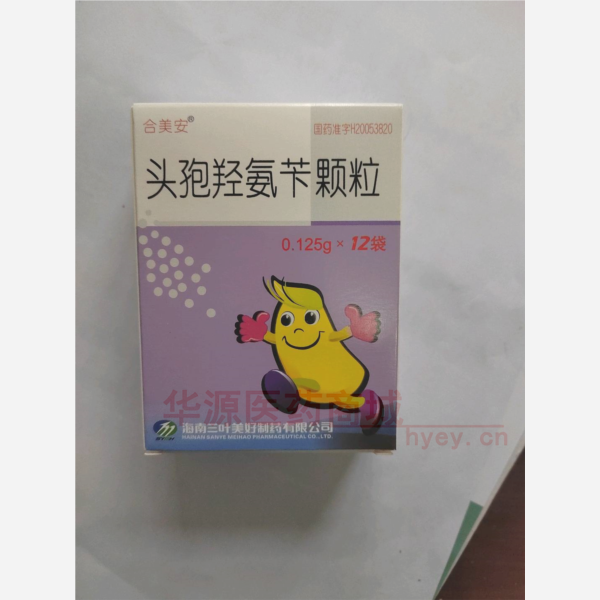 合美安®
国药准字H20053820
头孢羟氨苄颗粒
0.125g × 12袋
华源医药商城
hyey.cn
海南三叶美好制药有限公司
HAINAN SANYE MEIHAO PHARMACEUTICAL CO.,LTD.